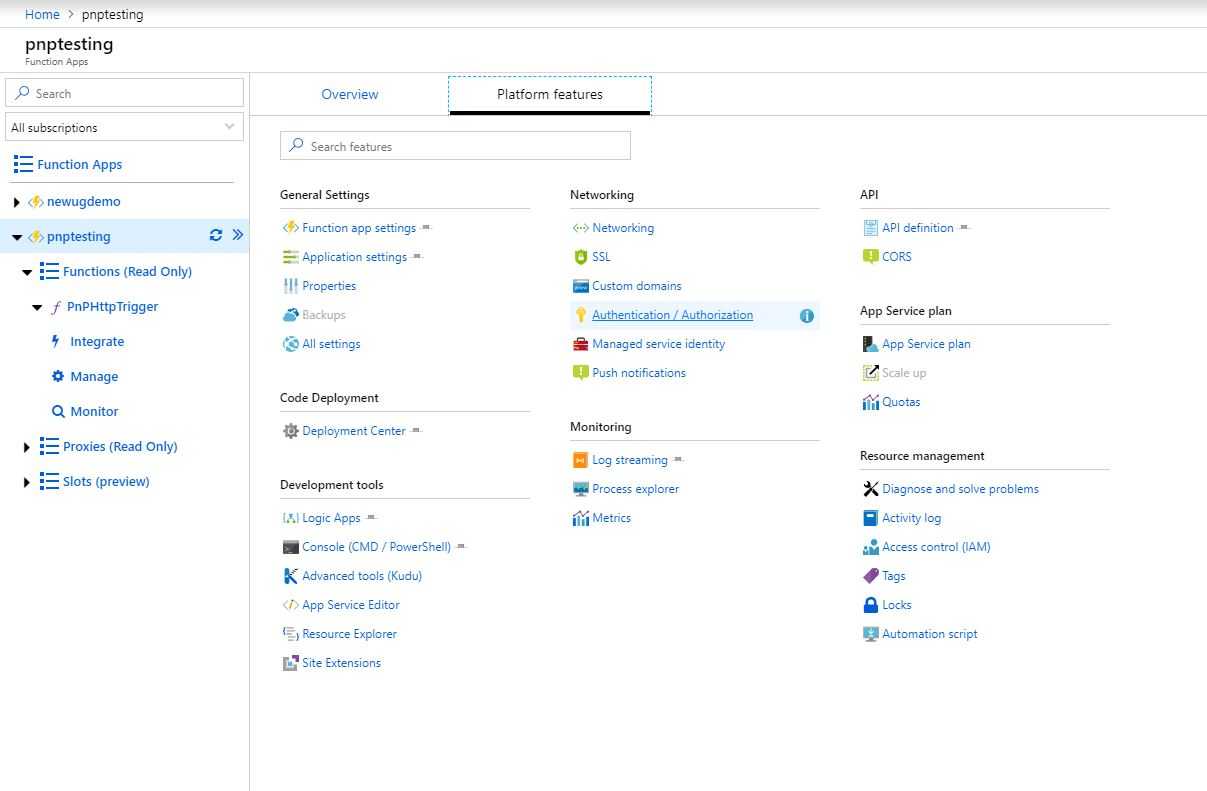 Home > pnptesting
pnptesting
Function Apps
Search
All subscriptions
Function Apps
newugdemo
pnptesting
Functions (Read Only)
PnPHttpTrigger
Integrate
Manage
Monitor
Proxies (Read Only)
Slots (preview)
Overview
Platform features
Search features
General Settings
Function app settings
Application settings
Properties
Backups
All settings
Code Deployment
Deployment Center
Development tools
Logic Apps
Console (CMD / PowerShell)
Advanced tools (Kudu)
App Service Editor
Resource Explorer
Site Extensions
Networking
Networking
SSL
Custom domains
Authentication / Authorization
Managed service identity
Push notifications
Monitoring
Log streaming
Process explorer
Metrics
API
API definition
CORS
App Service plan
App Service plan
Scale up
Quotas
Resource management
Diagnose and solve problems
Activity log
Access control (IAM)
Tags
Locks
Automation script